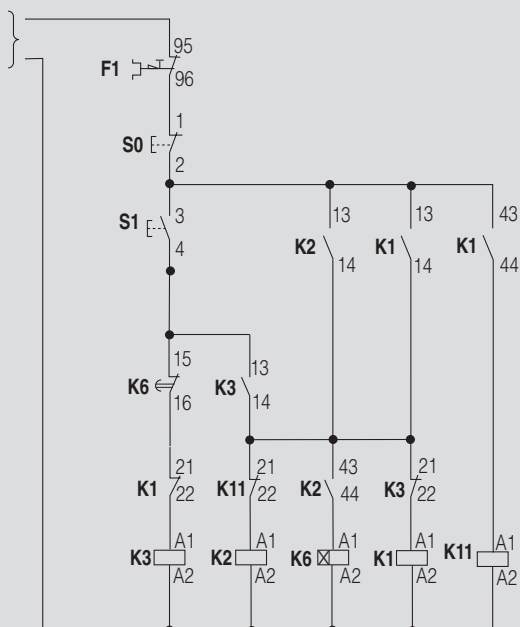 95
F1
96
1
S0
2
3 13 13 43
S1 K2 K1 K1
4 14 14 44
15 13
K6 K3
16 14
21 21 43 21
K1 K11 K2 K3
22 22 44 22
A1 A1 A1 A1 A1
K3 K2 K6 K1 K11
A2 A2 A2 A2 A2